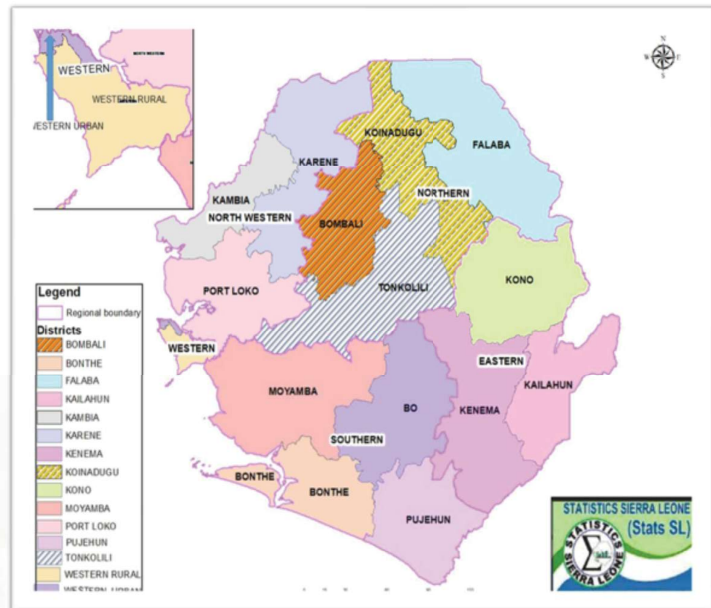 WESTERN
WESTERN RURAL
WESTERN URBAN
N
W
E
S
KOINADUGU
FALABA
KARENE
KAMBIA
NORTHERN
NORTH WESTERN
BOMBALI
PORT LOKO
TONKOLILI
KONO
WESTERN
EASTERN
KAILAHUN
MOYAMBA
BO
KENEMA
SOUTHERN
BONTHE
BONTHE
PUJEHUN
Legend
Regional boundary
Districts
BOMBALI
BONTHE
FALABA
KAILAHUN
KAMBIA
KARENE
KENEMA
KOINADUGU
KONO
MOYAMBA
PORT LOKO
PUJEHUN
TONKOLILI
WESTERN RURAL
WESTERN URBAN
STATISTICS SIERRA LEONE
(Stats SL)
STATISTICS
SIERRA LEONE